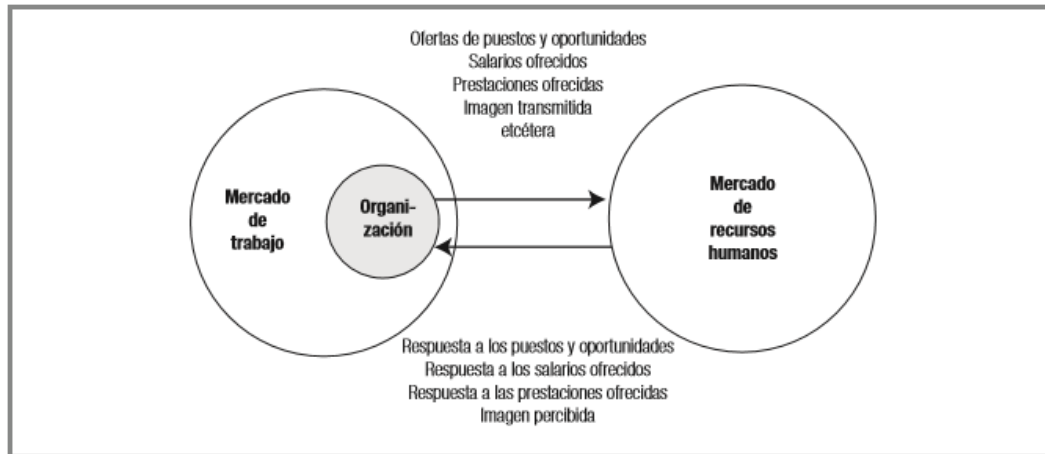 Ofertas de puestos y oportunidades
Salarios ofrecidos
Prestaciones ofrecidas
Imagen transmitida
etcétera
Mercado
de
trabajo
Organi-
zación
Mercado
de
recursos
humanos
Respuesta a los puestos y oportunidades
Respuesta a los salarios ofrecidos
Respuesta a las prestaciones ofrecidas
Imagen percibida